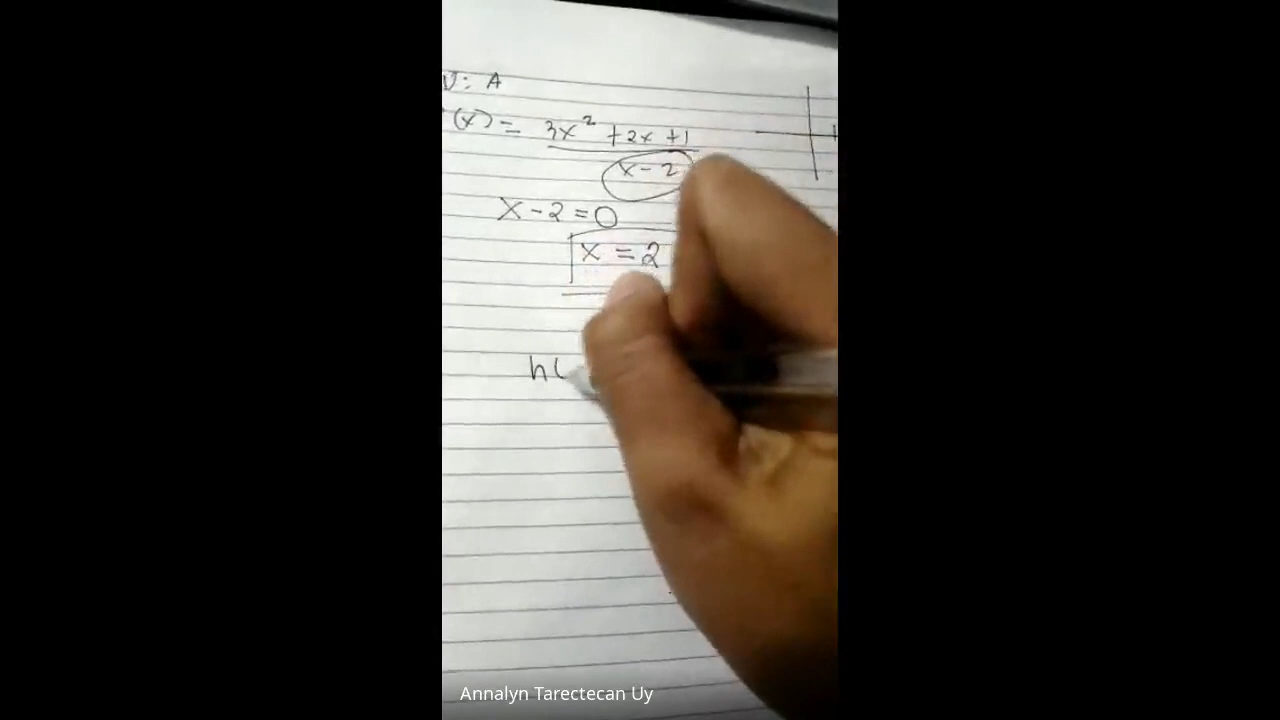 V: A
(x) = 3x² + 2x + 1
x - 2
x - 2 = 0
x = 2
h(
Annalyn Tarectecan Uy